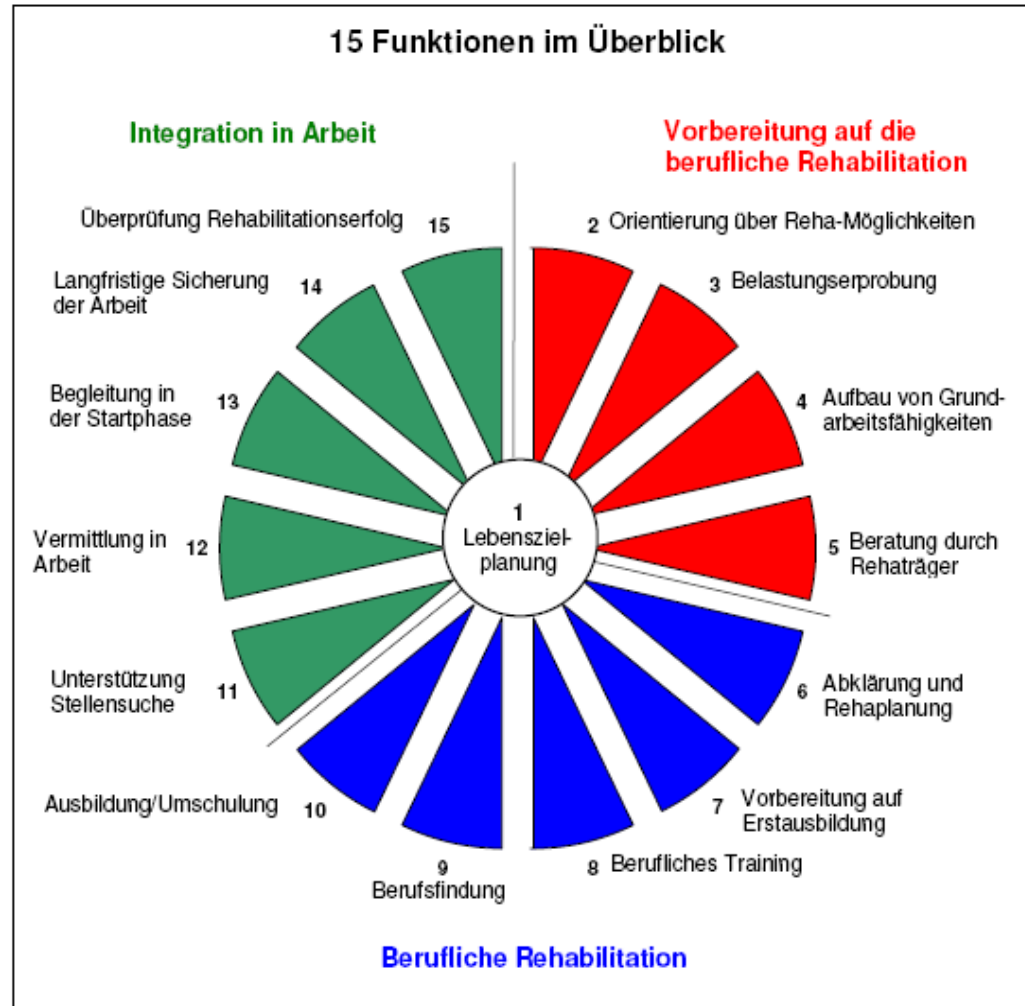 15 Funktionen im Überblick
Integration in Arbeit
Vorbereitung auf die
berufliche Rehabilitation
1
Lebensziel-
planung
2 Orientierung über Reha-Möglichkeiten
3 Belastungserprobung
4 Aufbau von Grund-
arbeitsfähigkeiten
5 Beratung durch
Rehaträger
6 Abklärung und
Rehaplanung
7 Vorbereitung auf
Erstausbildung
8 Berufliches Training
9
Berufsfindung
Ausbildung/Umschulung 10
Unterstützung
Stellensuche 11
Vermittlung in
Arbeit 12
Begleitung in
der Startphase 13
Langfristige Sicherung
der Arbeit 14
Überprüfung Rehabilitationserfolg 15
Berufliche Rehabilitation